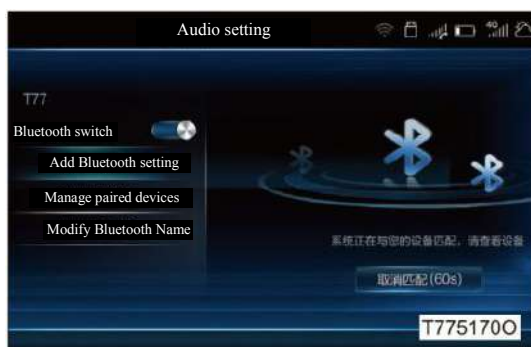 Audio setting
4G
T77
Bluetooth switch
Add Bluetooth setting
Manage paired devices
Modify Bluetooth Name
系统正在与您的设备匹配，请查看设备
取消匹配(60s)
T775170O